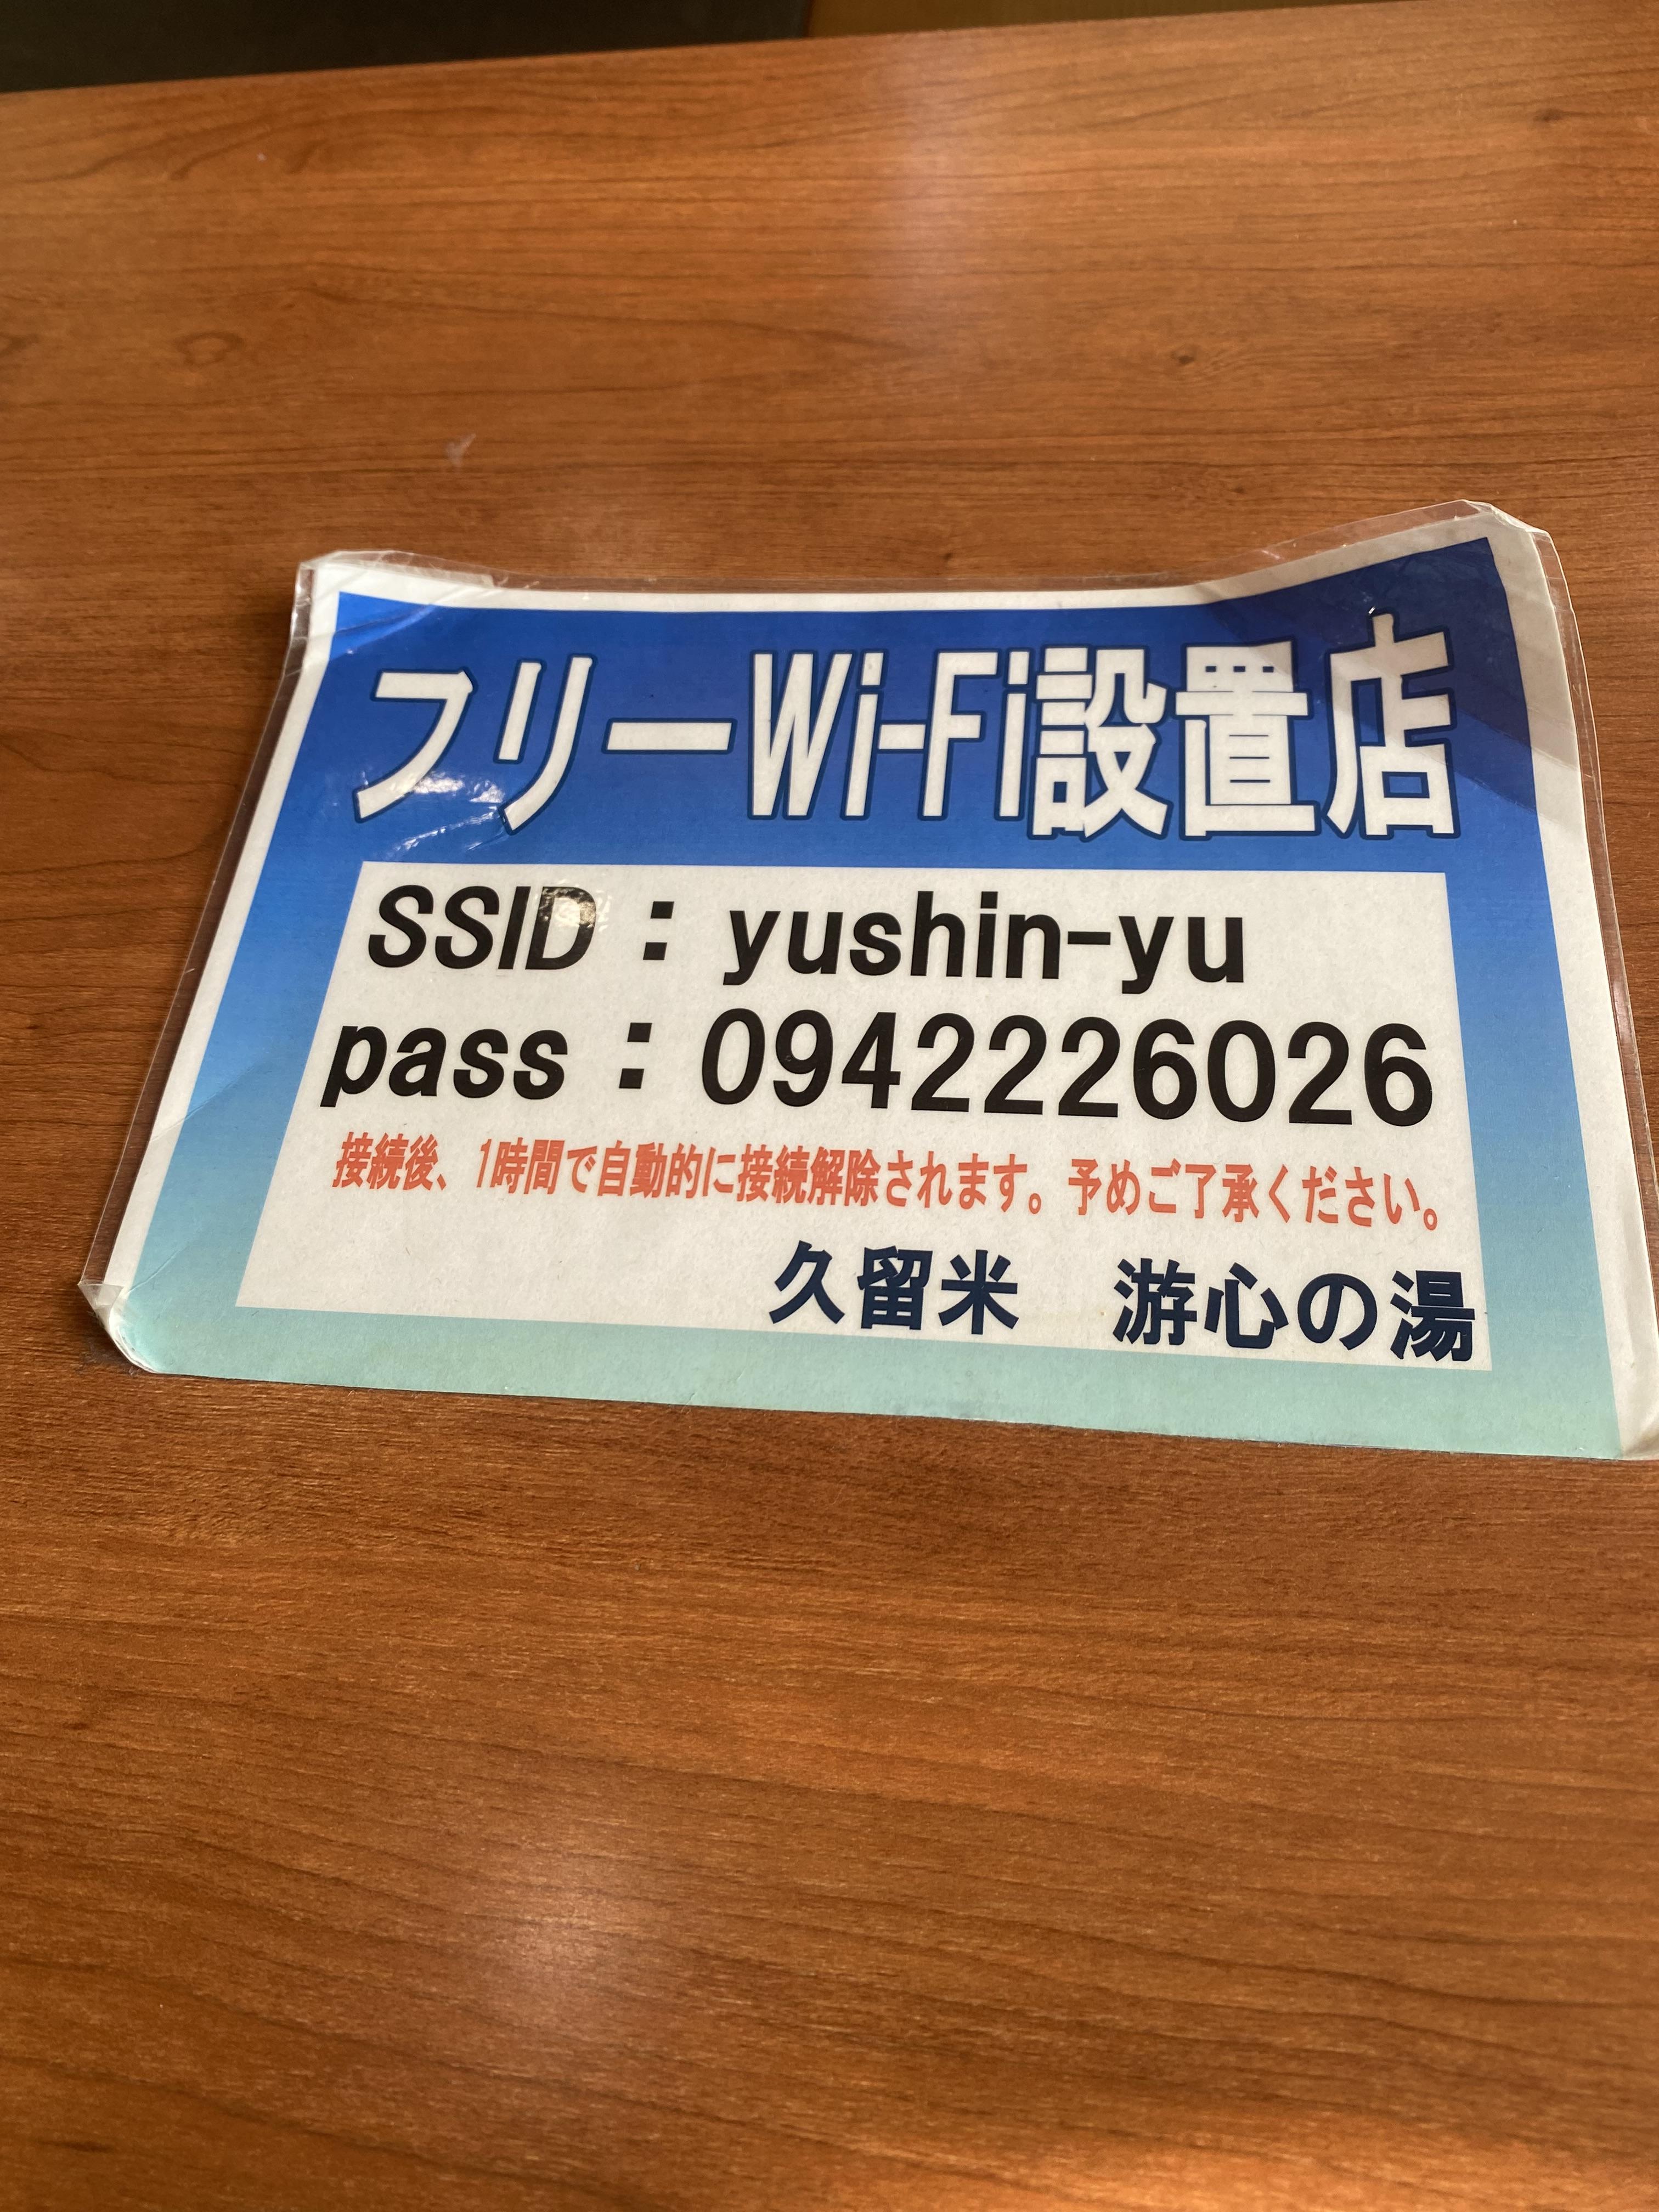 フリーWi-Fi設置店
SSID：yushin-yu
pass：0942226026
接続後、1時間で自動的に接続解除されます。予めご了承ください。
久留米　游心の湯